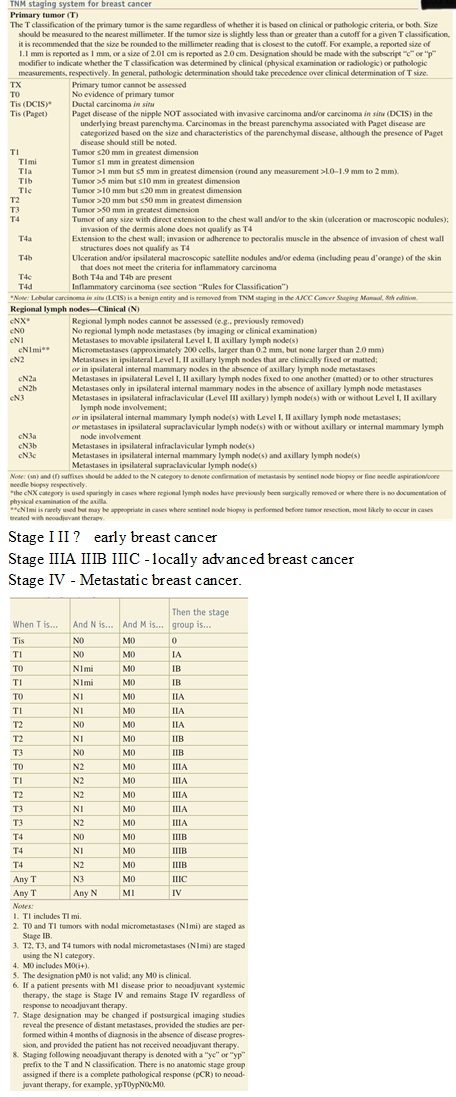 TNM staging system for breast cancer
Primary tumor (T)
The T classification of the primary tumor is the same regardless of whether it is based on clinical or pathologic criteria, or both. Size
should be measured to the nearest millimeter. If the tumor size is slightly less than or greater than a cutoff for a given T classification,
it is recommended that the size be rounded to the millimeter reading that is closest to the cutoff. For example, a reported size of
1.1 mm is reported as 1 mm, or a size of 2.01 cm is reported as 2.0 cm. Designation should be made with the subscript “c” or “p”
modifier to indicate whether the T classification was determined by clinical (physical examination or radiologic) or pathologic
measurements, respectively. In general, pathologic determination should take precedence over clinical determination of T size.
TX Primary tumor cannot be assessed
T0 No evidence of primary tumor
Tis (DCIS)* Ductal carcinoma in situ
Tis (Paget) Paget disease of the nipple NOT associated with invasive carcinoma and/or carcinoma in situ (DCIS) in the
underlying breast parenchyma. Carcinomas in the breast parenchyma associated with Paget disease are
categorized based on the size and characteristics of the parenchymal disease, although the presence of Paget
disease should still be noted.
T1 Tumor ≤20 mm in greatest dimension
T1mi Tumor ≤1 mm in greatest dimension
T1a Tumor >1 mm but ≤5 mm in greatest dimension (round any measurement >1.0–1.9 mm to 2 mm).
T1b Tumor >5 mm but ≤10 mm in greatest dimension
T1c Tumor >10 mm but ≤20 mm in greatest dimension
T2 Tumor >20 mm but ≤50 mm in greatest dimension
T3 Tumor >50 mm in greatest dimension
T4 Tumor of any size with direct extension to the chest wall and/or to the skin (ulceration or macroscopic nodules);
invasion of the dermis alone does not qualify as T4
T4a Extension to the chest wall; invasion or adherence to pectoralis muscle in the absence of invasion of chest wall
structures does not qualify as T4
T4b Ulceration and/or ipsilateral macroscopic satellite nodules and/or edema (including peau d’orange) of the skin
that does not meet the criteria for inflammatory carcinoma
T4c Both T4a and T4b are present
T4d Inflammatory carcinoma (see section “Rules for Classification”)
*Note: Lobular carcinoma in situ (LCIS) is a benign entity and is removed from TNM staging in the AJCC Cancer Staging Manual, 8th edition.
Regional lymph nodes—Clinical (N)
cNX* Regional lymph nodes cannot be assessed (e.g., previously removed)
cN0 No regional lymph node metastases (by imaging or clinical examination)
cN1 Metastases to movable ipsilateral Level I, II axillary lymph node(s)
cN1mi** Micrometastases (approximately 200 cells, larger than 0.2 mm, but none larger than 2.0 mm)
cN2 Metastases in ipsilateral Level I, II axillary lymph nodes that are clinically fixed or matted;
or in ipsilateral internal mammary nodes in the absence of axillary lymph node metastases
cN2a Metastases in ipsilateral Level I, II axillary lymph nodes fixed to one another (matted) or to other structures
cN2b Metastases only in ipsilateral internal mammary nodes in the absence of axillary lymph node metastases
cN3 Metastases in ipsilateral infraclavicular (Level III axillary) lymph node(s) with or without Level I, II axillary
lymph node involvement;
or in ipsilateral internal mammary lymph node(s) with Level I, II axillary lymph node metastases;
or metastases in ipsilateral supraclavicular lymph node(s) with or without axillary or internal mammary lymph
cN3a node involvement
cN3b Metastases in ipsilateral infraclavicular lymph node(s)
cN3c Metastases in ipsilateral internal mammary lymph node(s) and axillary lymph node(s)
Metastases in ipsilateral supraclavicular lymph node(s)
Note: (sn) and (f) suffixes should be added to the N category to denote confirmation of metastasis by sentinel node biopsy or fine needle aspiration/core
needle biopsy respectively.
*the cNX category is used sparingly in cases where regional lymph nodes have previously been surgically removed or where there is no documentation of
physical examination of the axilla.
**cN1mi is rarely used but may be appropriate in cases where sentinel node biopsy is performed before tumor resection, most likely to occur in cases
treated with neoadjuvant therapy.
Stage I II ? early breast cancer
Stage IIIA IIIB IIIC - locally advanced breast cancer
Stage IV - Metastatic breast cancer.
Then the stage
When T is... And N is... And M is... group is...
Tis N0 M0 0
T1 N0 M0 IA
T0 N1mi M0 IB
T1 N1mi M0 IB
T0 N1 M0 IIA
T1 N1 M0 IIA
T2 N0 M0 IIA
T2 N1 M0 IIB
T3 N0 M0 IIB
T0 N2 M0 IIIA
T1 N2 M0 IIIA
T2 N2 M0 IIIA
T3 N1 M0 IIIA
T3 N2 M0 IIIA
T4 N0 M0 IIIB
T4 N1 M0 IIIB
T4 N2 M0 IIIB
Any T N3 M0 IIIC
Any T Any N M1 IV
Notes:
1. T1 includes T1 mi.
2. T0 and T1 tumors with nodal micrometastases (N1mi) are staged as
Stage IB.
3. T2, T3, and T4 tumors with nodal micrometastases (N1mi) are staged
using the N1 category.
4. M0 includes M0(i+).
5. The designation pM0 is not valid; any M0 is clinical.
6. If a patient presents with M1 disease prior to neoadjuvant systemic
therapy, the stage is Stage IV and remains Stage IV regardless of
response to neoadjuvant therapy.
7. Stage designation may be changed if postsurgical imaging studies
reveal the presence of distant metastases, provided the studies are per-
formed within 4 months of diagnosis in the absence of disease progres-
sion, and provided the patient has not received neoadjuvant therapy.
8. Staging following neoadjuvant therapy is denoted with a "yc" or "yp"
prefix to the T and N classification. There is no anatomic stage group
assigned if there is a complete pathological response (pCR) to neoad-
juvant therapy, for example, ypT0ypN0cM0.